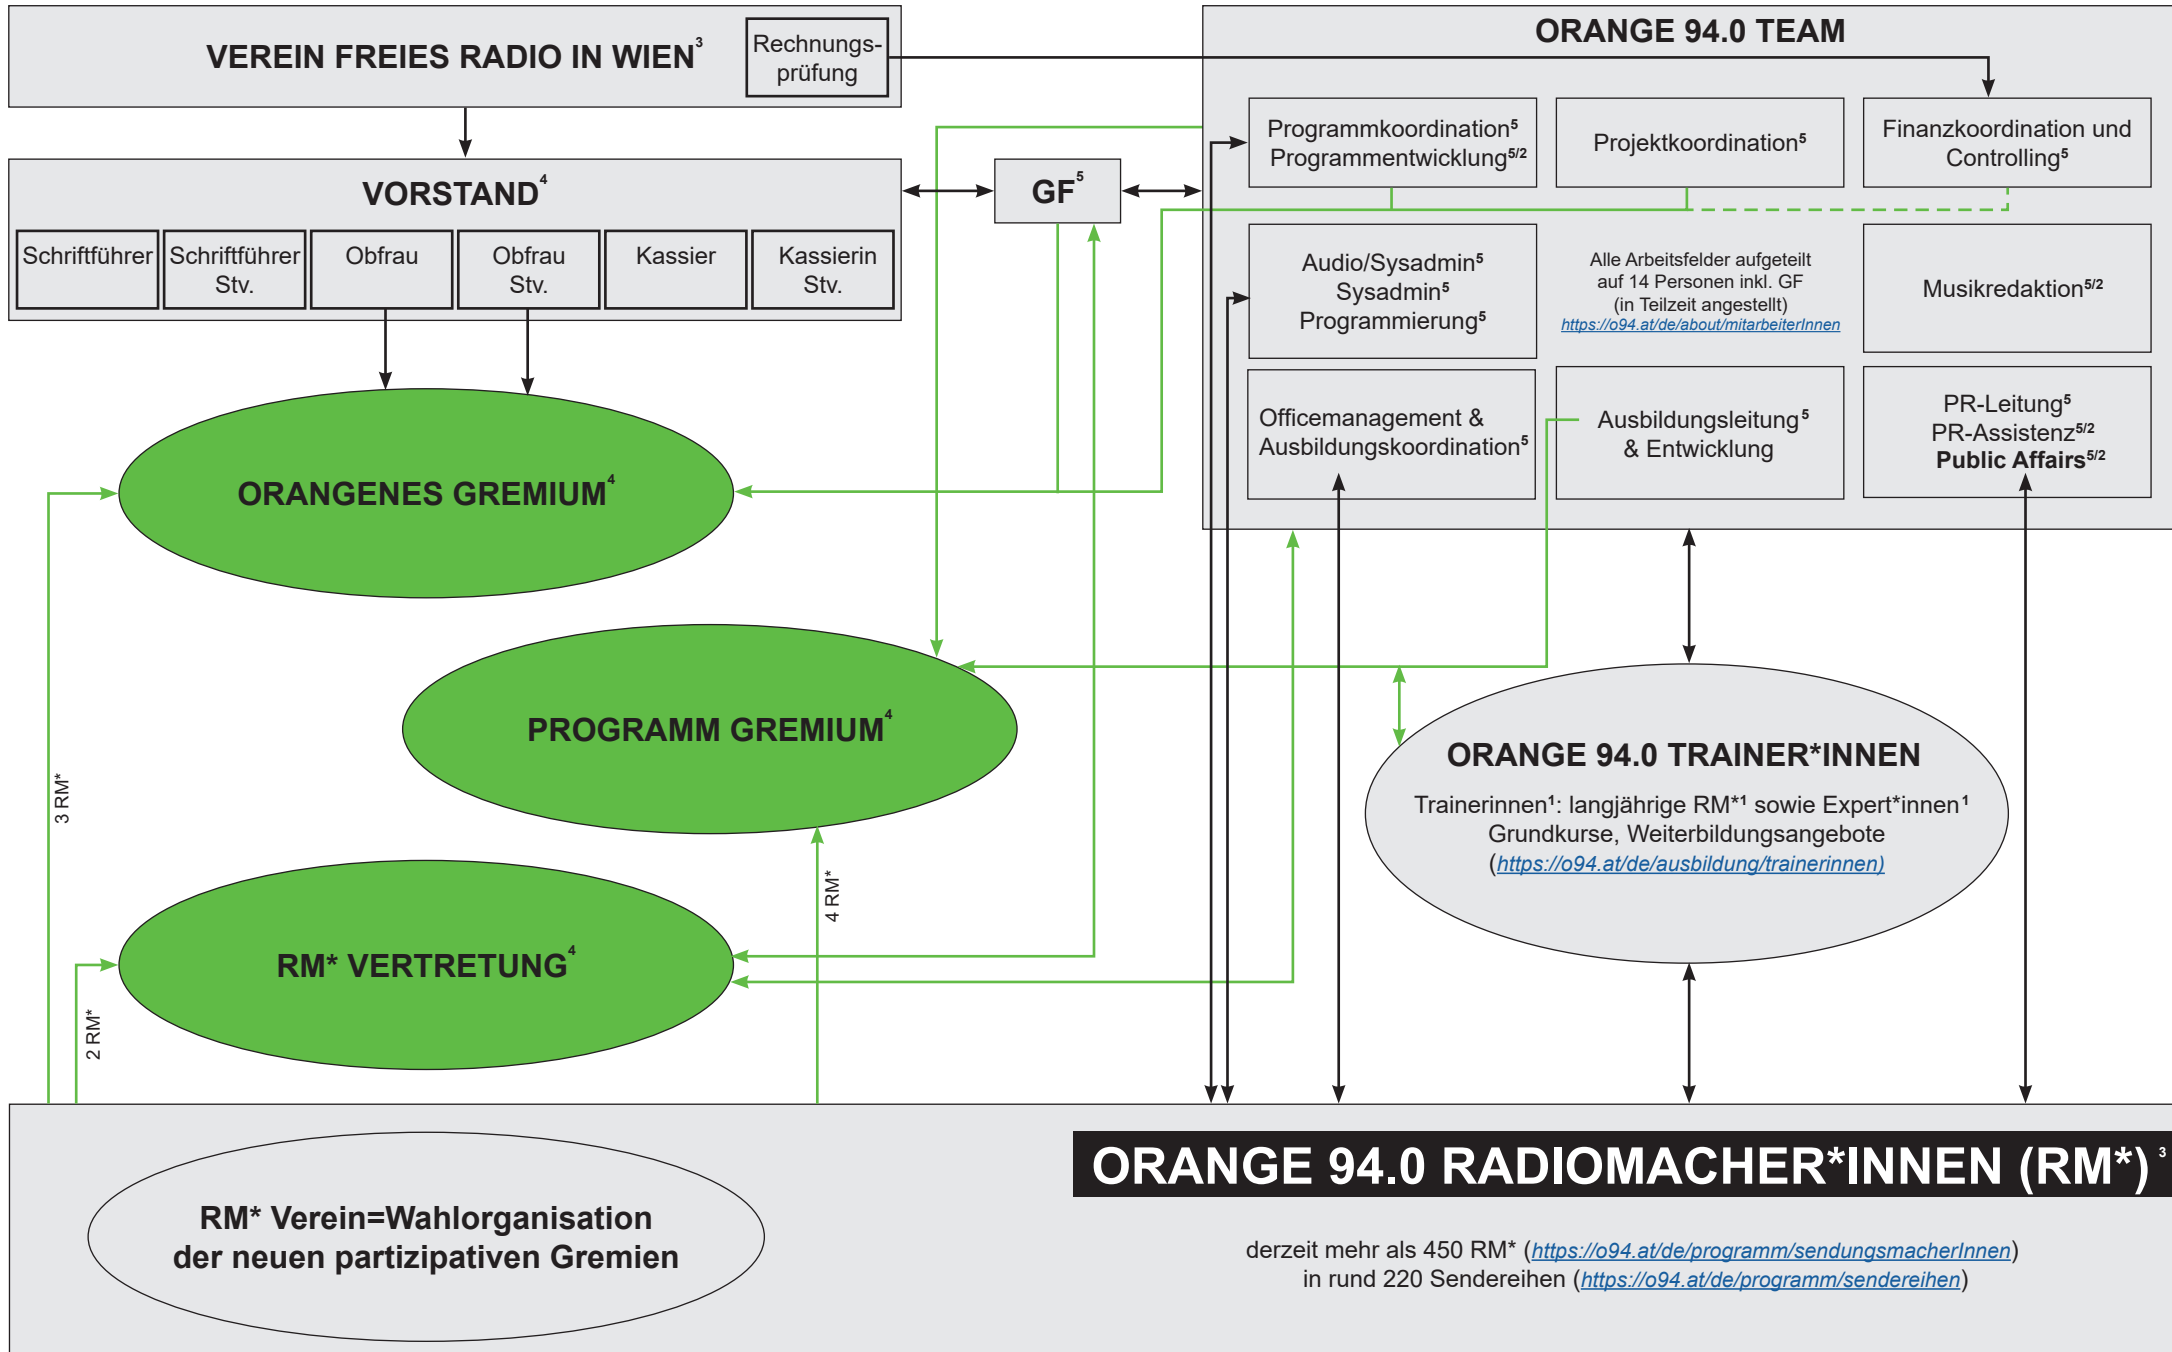 VEREIN FREIES RADIO IN WIEN³
Rechnungs-
prüfung
VORSTAND⁴
Schriftführer
Schriftführer
Stv.
Obfrau
Obfrau
Stv.
Kassier
Kassierin
Stv.
GF⁵
ORANGE 94.0 TEAM
Programmkoordination⁵
Programmentwicklung⁵/²
Projektkoordination⁵
Finanzkoordination und
Controlling⁵
Audio/Sysadmin⁵
Sysadmin⁵
Programmierung⁵
Alle Arbeitsfelder aufgeteilt
auf 14 Personen inkl. GF
(in Teilzeit angestellt)
https://o94.at/de/about/mitarbeiterInnen
Musikredaktion⁵/²
Officemanagement &
Ausbildungskoordination⁵
Ausbildungsleitung⁵
& Entwicklung
PR-Leitung⁵
PR-Assistenz⁵/²
Public Affairs⁵/²
ORANGENES GREMIUM⁴
PROGRAMM GREMIUM⁴
RM* VERTRETUNG⁴
3 RM*
2 RM*
4 RM*
ORANGE 94.0 TRAINER*INNEN
Trainerinnen¹: langjährige RM*¹ sowie Expert*innen¹
Grundkurse, Weiterbildungsangebote
(https://o94.at/de/ausbildung/trainerinnen)
RM* Verein=Wahlorganisation
der neuen partizipativen Gremien
ORANGE 94.0 RADIOMACHER*INNEN (RM*)³
derzeit mehr als 450 RM* (https://o94.at/de/programm/sendungsmacherInnen)
in rund 220 Sendereihen (https://o94.at/de/programm/sendereihen)